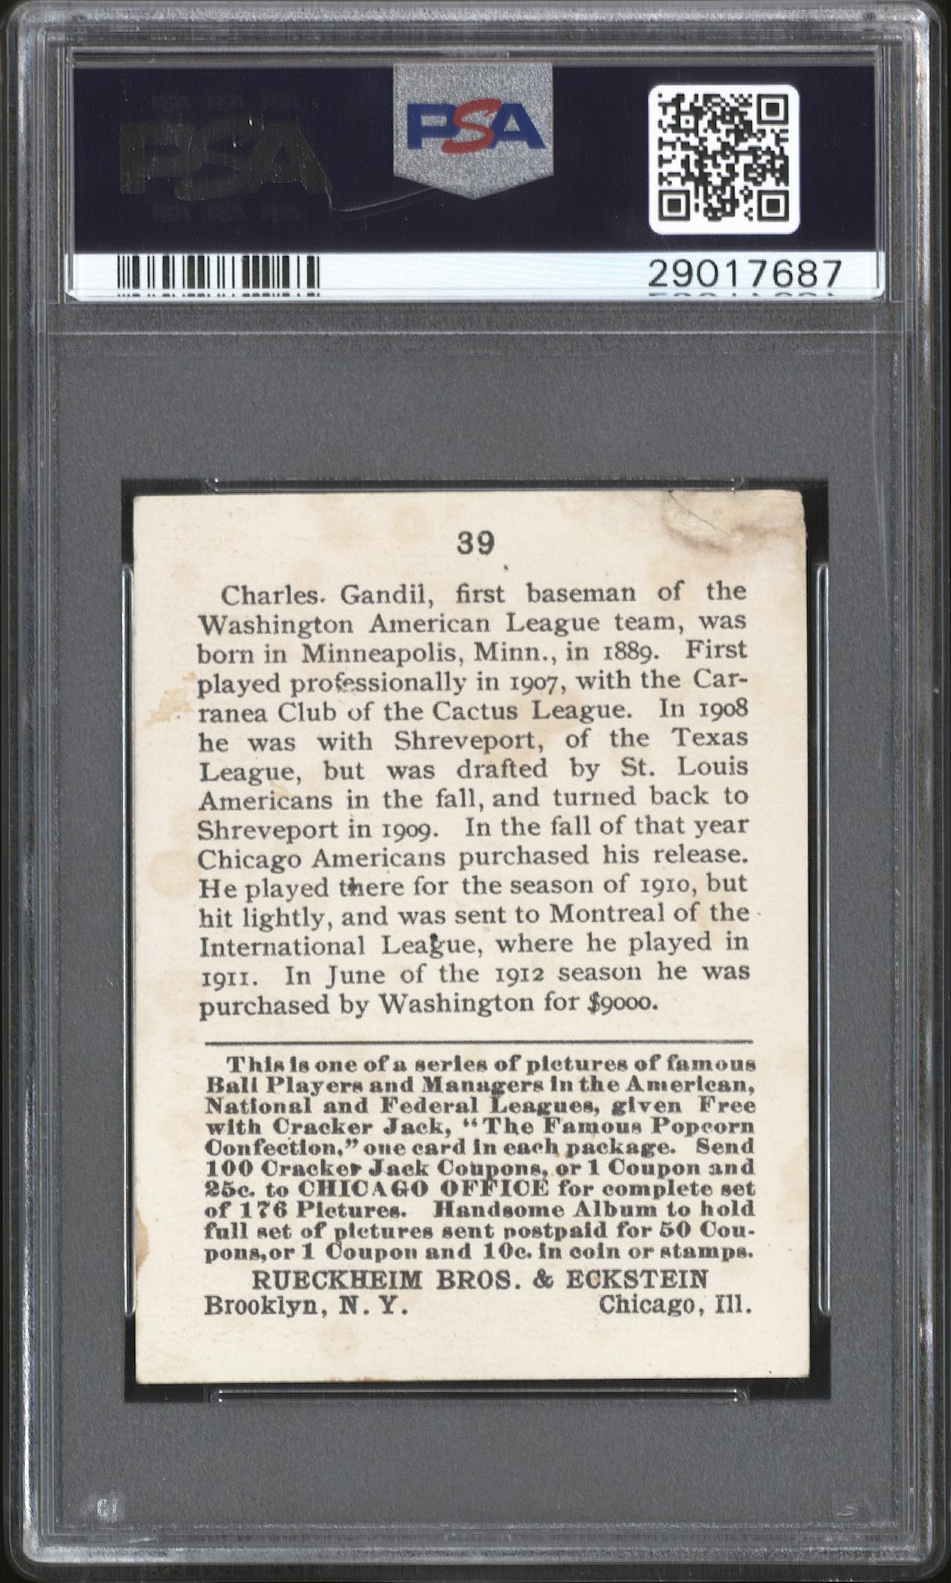 PSA
PSA PSA PSA
PSA
PSA PSA PSA
29017687
39
Charles. Gandil, first baseman of the
Washington American League team, was
born in Minneapolis, Minn., in 1889. First
played professionally in 1907, with the Car-
ranea Club of the Cactus League. In 1908
he was with Shreveport, of the Texas
League, but was drafted by St. Louis
Americans in the fall, and turned back to
Shreveport in 1909. In the fall of that year
Chicago Americans purchased his release.
He played there for the season of 1910, but
hit lightly, and was sent to Montreal of the
International League, where he played in
1911. In June of the 1912 season he was
purchased by Washington for $9000.
This is one of a series of pictures of famous
Ball Players and Managers in the American,
National and Federal Leagues, given Free
with Cracker Jack, “The Famous Popcorn
Confection,” one card in each package. Send
100 Cracker Jack Coupons, or 1 Coupon and
25c. to CHICAGO OFFICE for complete set
of 176 Pictures. Handsome Album to hold
full set of pictures sent postpaid for 50 Cou-
pons, or 1 Coupon and 10c. in coin or stamps.
RUECKHEIM BROS. & ECKSTEIN
Brooklyn, N. Y. Chicago, Ill.